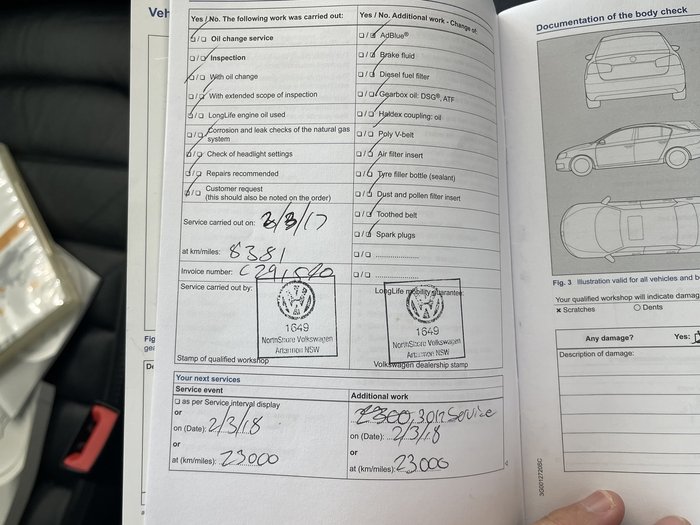 Veh
Yes / No. The following work was carried out:
❑/❑ Oil change service
❑/❑ Inspection
❑/❑ With oil change
❑/❑ With extended scope of inspection
❑/❑ LongLife engine oil used
❑/❑ Corrosion and leak checks of the natural gas
system
❑/❑ Check of headlight settings
❑/❑ Repairs recommended
❑/❑ Customer request
(this should also be noted on the order)
Service carried out on: 2/3/17
at km/miles: 8381
Invoice number: C291540
Service carried out by:
1649
NorthShore Volkswagen
Artarmon NSW
Stamp of qualified workshop
Yes / No. Additional work - Change of:
❑/❑ AdBlue®
❑/❑ Brake fluid
❑/❑ Diesel fuel filter
❑/❑ Gearbox oil: DSG®, ATF
❑/❑ Haldex coupling: oil
❑/❑ Poly V-belt
❑/❑ Air filter insert
❑/❑ Tyre filler bottle (sealant)
❑/❑ Dust and pollen filter insert
❑/❑ Toothed belt
❑/❑ Spark plugs
❑/❑ ....................
❑/❑ ....................
LongLife mobility guarantee:
1649
NorthShore Volkswagen
Artarmon NSW
Volkswagen dealership stamp
Your next services
Service event
❑ as per Service interval display
or
on (Date): 2/3/18
or
at (km/miles): 23000
Additional work
Service
on (Date): 2/3/18
or
at (km/miles): 23000
Documentation of the body check
Fig. 3 Illustration valid for all vehicles and b
Your qualified workshop will indicate dama
x Scratches
O Dents
Any damage? Yes:
Description of damage:
3G0012720BC
Fig
gea
De